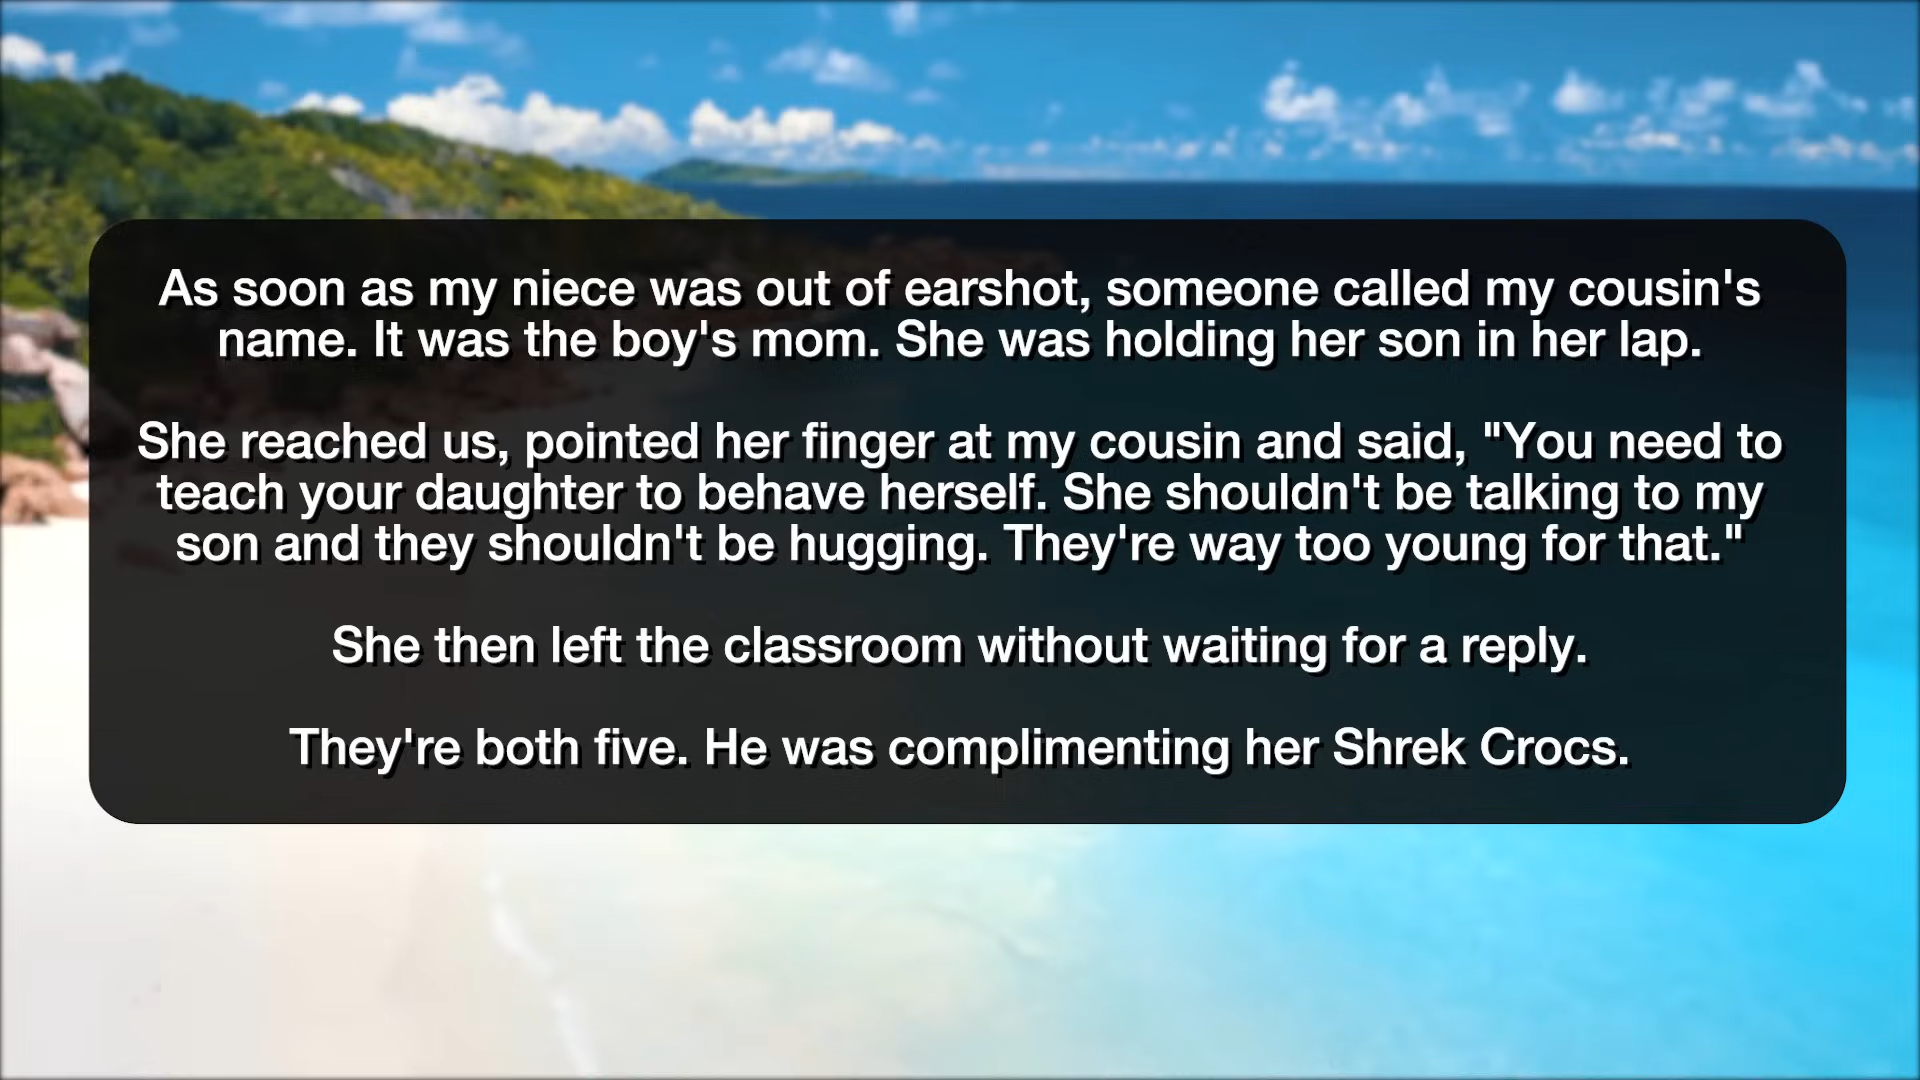 As soon as my niece was out of earshot, someone called my cousin's
name. It was the boy's mom. She was holding her son in her lap.
She reached us, pointed her finger at my cousin and said, "You need to
teach your daughter to behave herself. She shouldn't be talking to my
son and they shouldn't be hugging. They're way too young for that."
She then left the classroom without waiting for a reply.
They're both five. He was complimenting her Shrek Crocs.